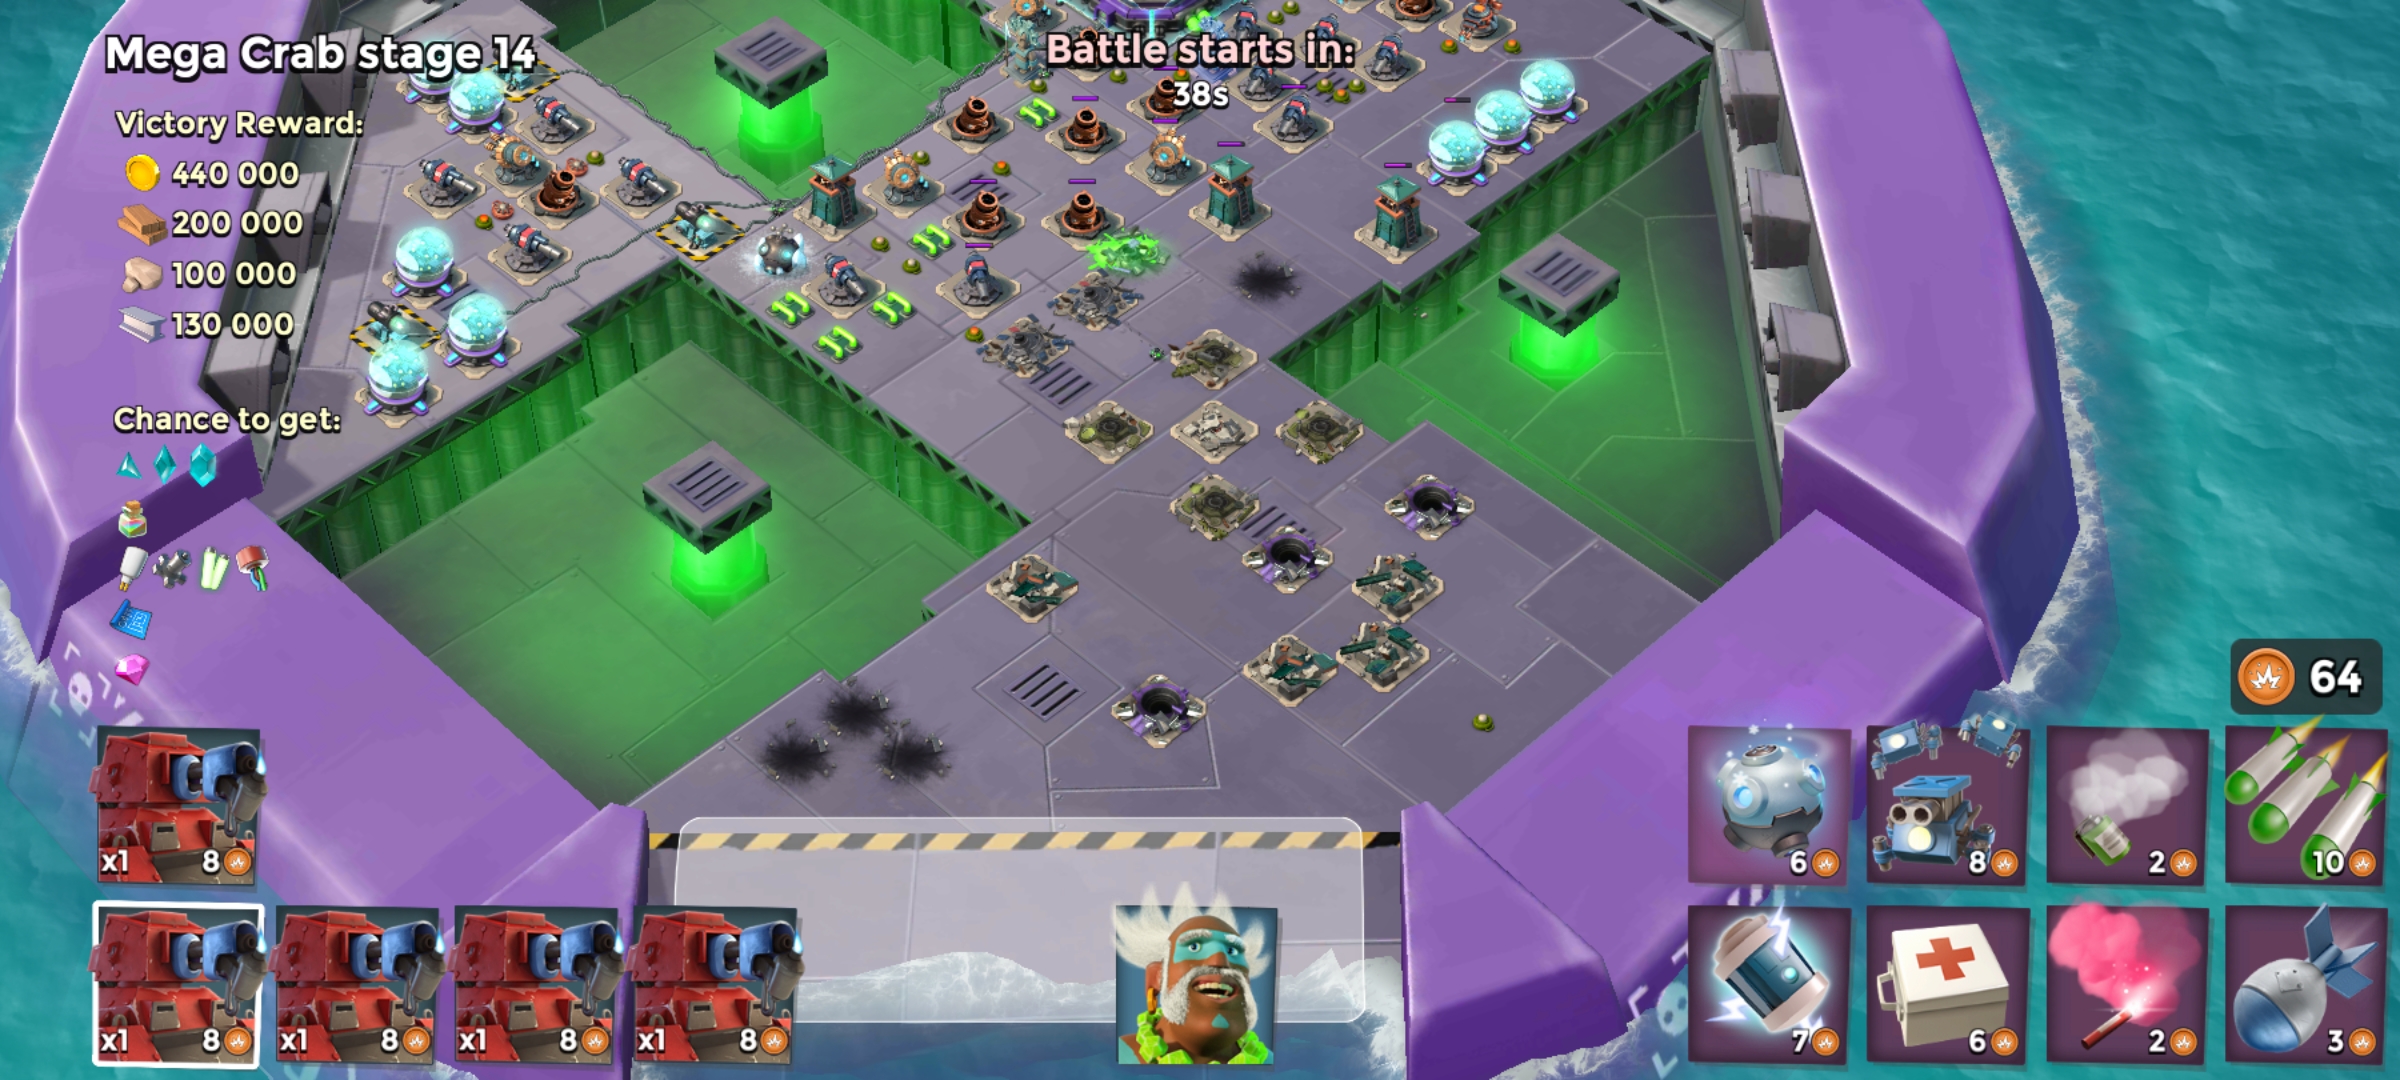 Mega Crab stage 14
Battle starts in:
38s
Victory Reward:
440 000
200 000
100 000
130 000
Chance to get:
64
x1 8
6
8
2
10
x1 8
x1 8
x1 8
x1 8
7
6
2
3